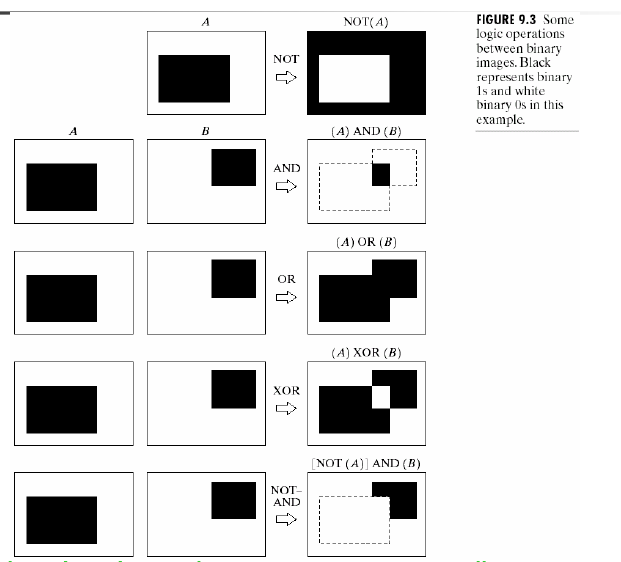 A
NOT(A)
NOT
FIGURE 9.3 Some
logic operations
between binary
images. Black
represents binary
1s and white
binary 0s in this
example.
A
B
(A) AND (B)
AND
(A) OR (B)
OR
(A) XOR (B)
XOR
[NOT (A)] AND (B)
NOT–
AND